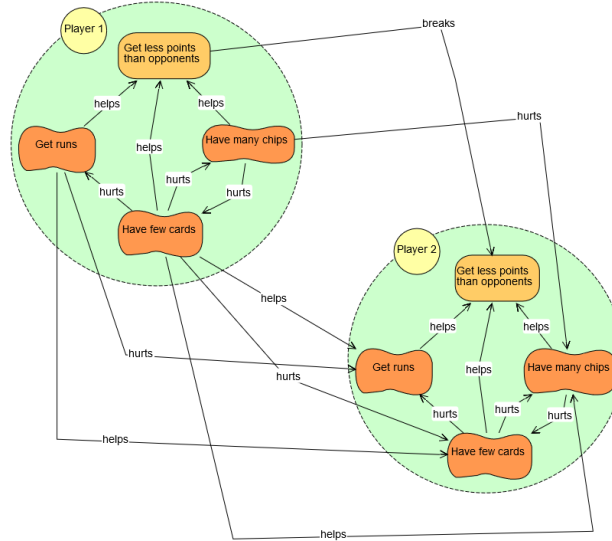 Player 1
breaks
Get less points
than opponents
helps
helps
hurts
Get runs
helps
Have many chips
hurts
hurts
hurts
Have few cards
Player 2
Get less points
than opponents
helps
helps
helps
hurts
Get runs
helps
Have many chips
hurts
hurts
hurts
hurts
helps
Have few cards
helps